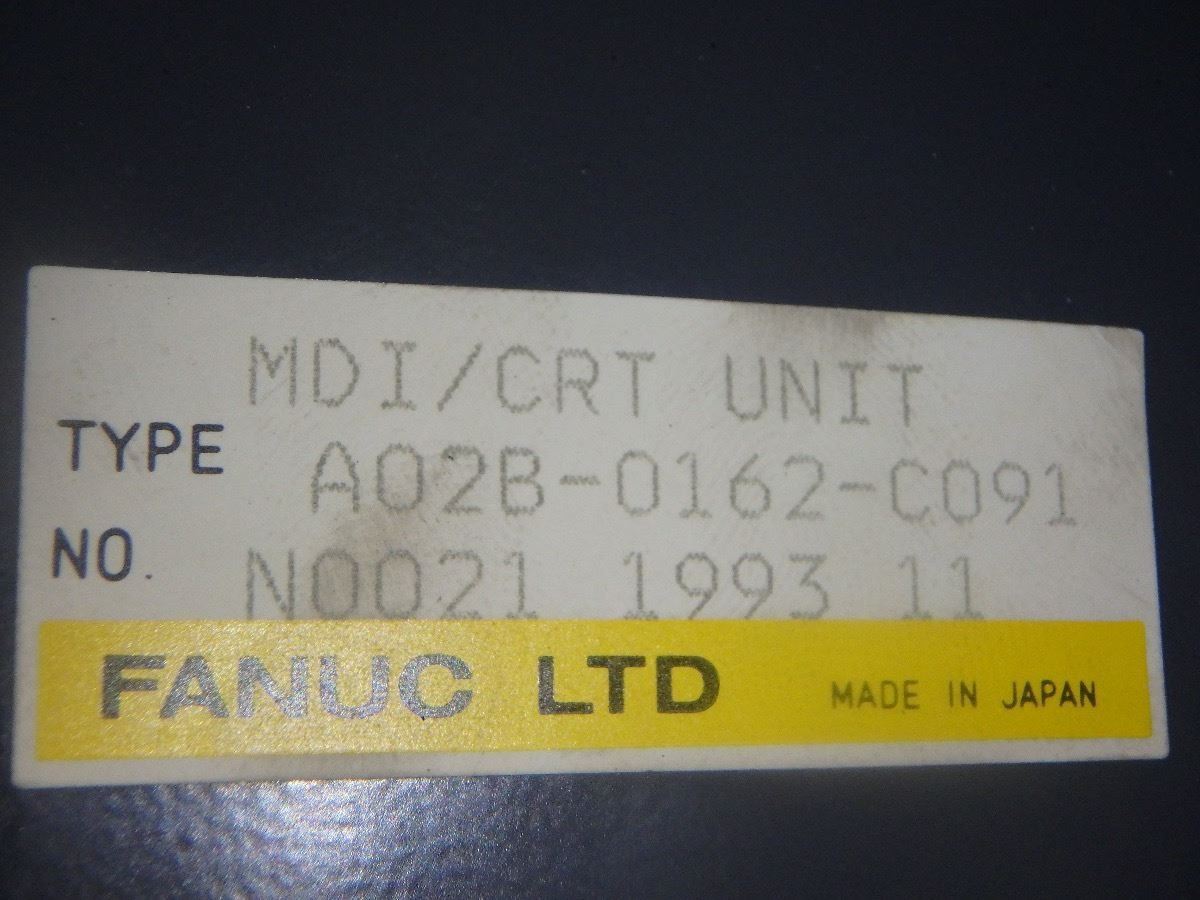 MDI/CRT UNIT
TYPE A02B-0162-C091
NO. N0021 1993 11
FANUC LTD MADE IN JAPAN